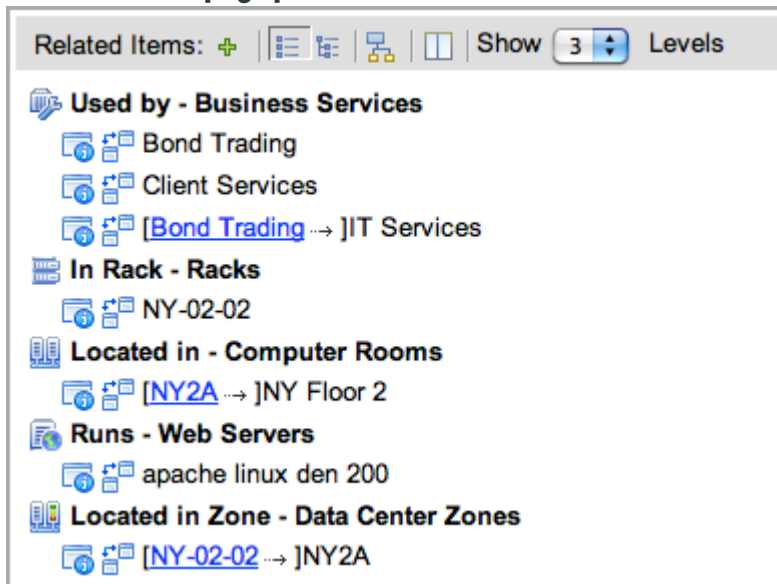 Related Items: Show 3 Levels
Used by - Business Services
Bond Trading
Client Services
[Bond Trading ···→ ]IT Services
In Rack - Racks
NY-02-02
Located in - Computer Rooms
[NY2A ···→ ]NY Floor 2
Runs - Web Servers
apache linux den 200
Located in Zone - Data Center Zones
[NY-02-02 ···→ ]NY2A